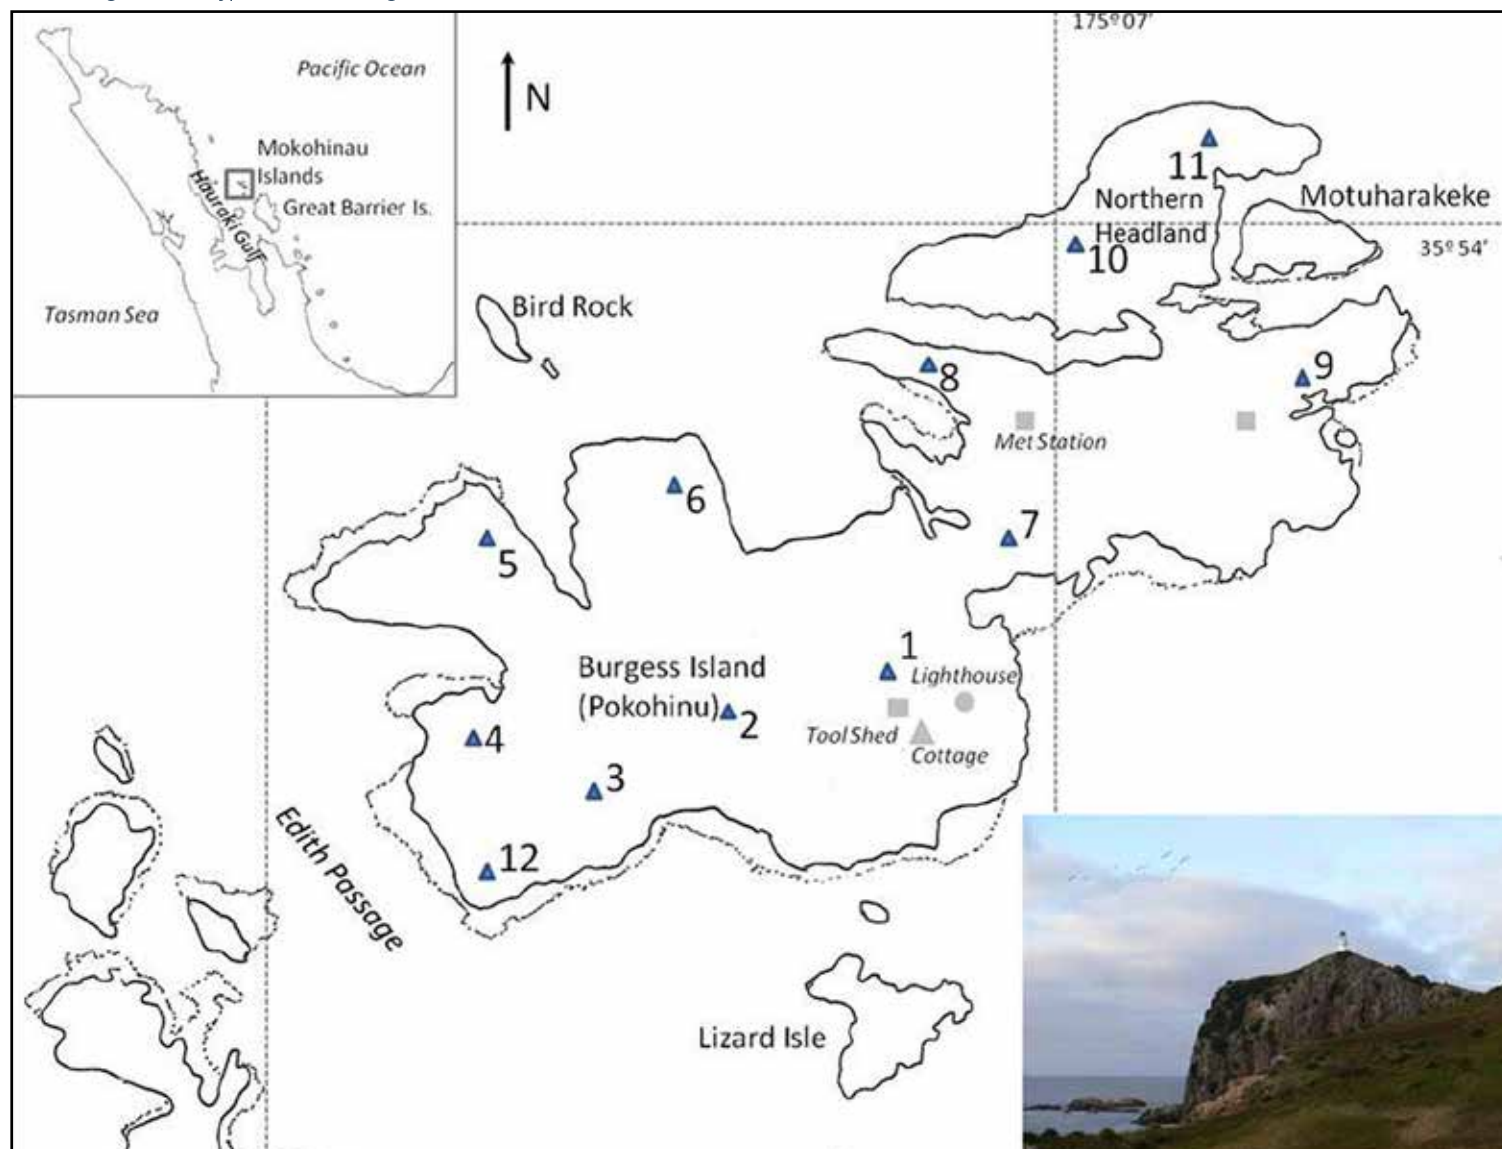 Pacific Ocean
Mokohinau
Islands
Great Barrier Is.
Hauraki Gulf
Tasman Sea
N
175º07'
11
Northern
Headland
Motuharakeke
35º54'
10
Bird Rock
8
9
Met Station
6
5
7
1
Burgess Island
(Pokohinu)
Lighthouse
2
4
Tool Shed
Cottage
3
12
Edith Passage
Lizard Isle